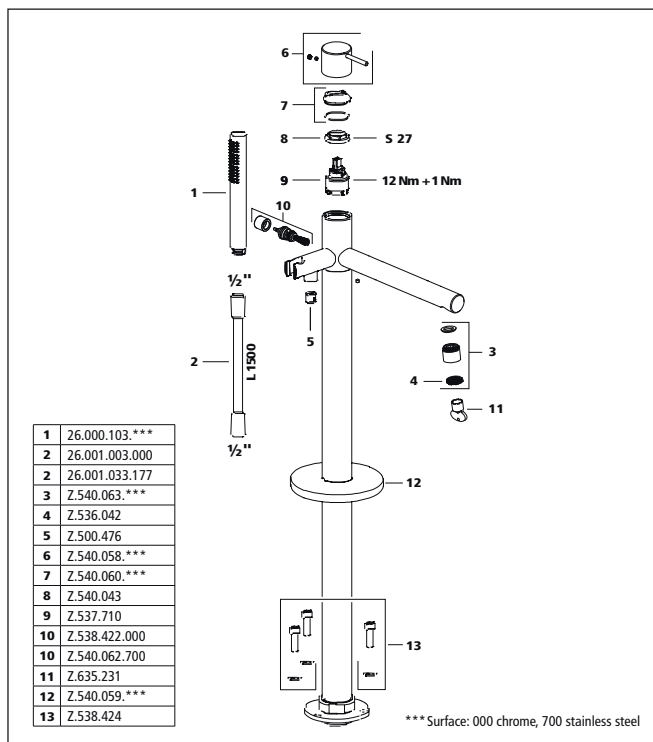 6
7
8 S 27
9 12 Nm + 1 Nm
1
10
½"
5
3
2
L 1500
4
11
½"
12
1 26.000.103.***
2 26.001.003.000
2 26.001.033.177
3 Z.540.063.***
4 Z.536.042
5 Z.500.476
6 Z.540.058.***
7 Z.540.060.***
8 Z.540.043
9 Z.537.710
10 Z.538.422.000
10 Z.540.062.700
11 Z.635.231
12 Z.540.059.***
13 Z.538.424
13
*** Surface: 000 chrome, 700 stainless steel